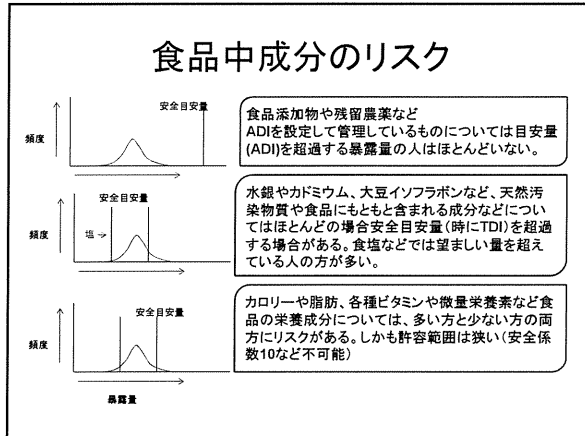 食品中成分のリスク
安全目安量
頻度
食品添加物や残留農薬など
ADIを設定して管理しているものについては目安量
(ADI)を超過する暴露量の人はほとんどいない。
安全目安量
頻度
塩→
水銀やカドミウム、大豆イソフラボンなど、天然汚
染物質や食品にもともと含まれる成分などについ
てはほとんどの場合安全目安量(時にTDI)を超過
する場合がある。食塩などでは望ましい量を超え
ている人の方が多い。
安全目安量
頻度
暴露量
カロリーや脂肪、各種ビタミンや微量栄養素など食
品の栄養成分については、多い方と少ない方の両
方にリスクがある。しかも許容範囲は狭い(安全係
数10など不可能)